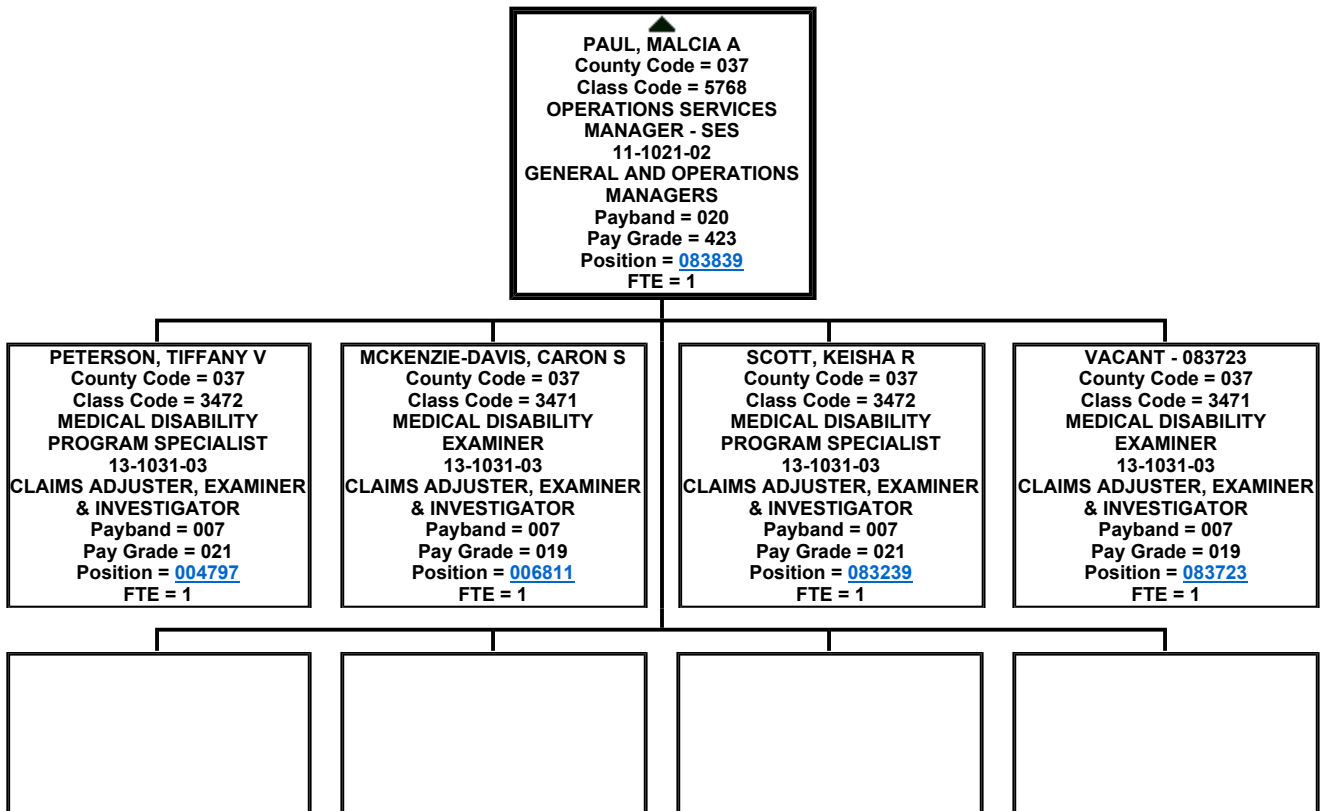 PAUL, MALCIA A
County Code = 037
Class Code = 5768
OPERATIONS SERVICES
MANAGER - SES
11-1021-02
GENERAL AND OPERATIONS
MANAGERS
Payband = 020
Pay Grade = 423
Position = 083839
FTE = 1
PETERSON, TIFFANY V
County Code = 037
Class Code = 3472
MEDICAL DISABILITY
PROGRAM SPECIALIST
13-1031-03
CLAIMS ADJUSTER, EXAMINER
& INVESTIGATOR
Payband = 007
Pay Grade = 021
Position = 004797
FTE = 1
MCKENZIE-DAVIS, CARON S
County Code = 037
Class Code = 3471
MEDICAL DISABILITY
EXAMINER
13-1031-03
CLAIMS ADJUSTER, EXAMINER
& INVESTIGATOR
Payband = 007
Pay Grade = 019
Position = 006811
FTE = 1
SCOTT, KEISHA R
County Code = 037
Class Code = 3472
MEDICAL DISABILITY
PROGRAM SPECIALIST
13-1031-03
CLAIMS ADJUSTER, EXAMINER
& INVESTIGATOR
Payband = 007
Pay Grade = 021
Position = 083239
FTE = 1
VACANT - 083723
County Code = 037
Class Code = 3471
MEDICAL DISABILITY
EXAMINER
13-1031-03
CLAIMS ADJUSTER, EXAMINER
& INVESTIGATOR
Payband = 007
Pay Grade = 019
Position = 083723
FTE = 1